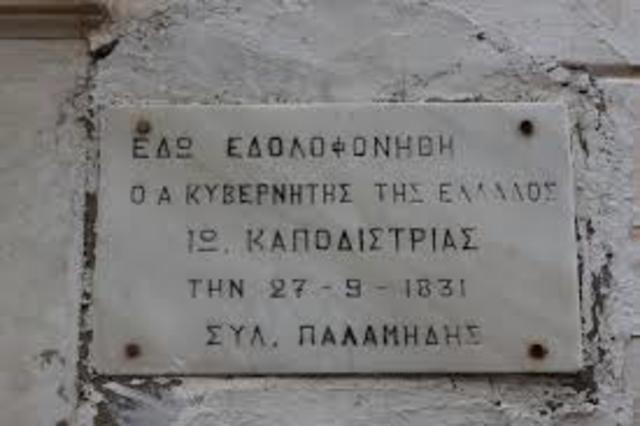 ΕΔΩ ΕΔΟΛΟΦΟΝΗΘΗ
Ο Α ΚΥΒΕΡΝΗΤΗΣ ΤΗΣ ΕΛΛΑΔΟΣ
ΙΩ. ΚΑΠΟΔΙΣΤΡΙΑΣ
ΤΗΝ 27-9-1831
ΣΥΛ. ΠΑΛΑΜΗΔΗΣ